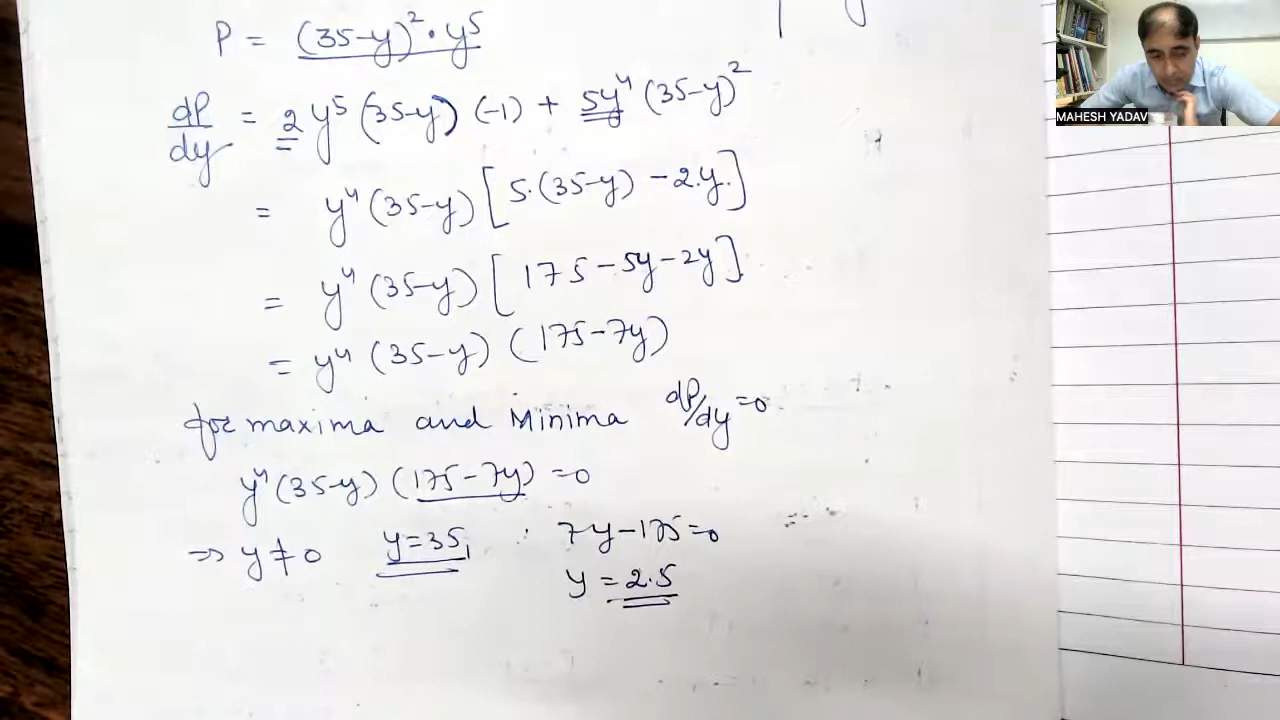 P = (35-y)² · y⁵
dP/dy = 2y⁵(35-y)(-1) + 5y⁴(35-y)²
= y⁴(35-y)[5·(35-y) - 2·y·]
= y⁴(35-y)[175-5y-2y]
= y⁴(35-y)(175-7y)
for maxima and Minima dP/dy=0
y⁴(35-y)(175-7y)=0
⇒ y≠0 y=35, 7y-175=0
y=2.5
MAHESH YADAV